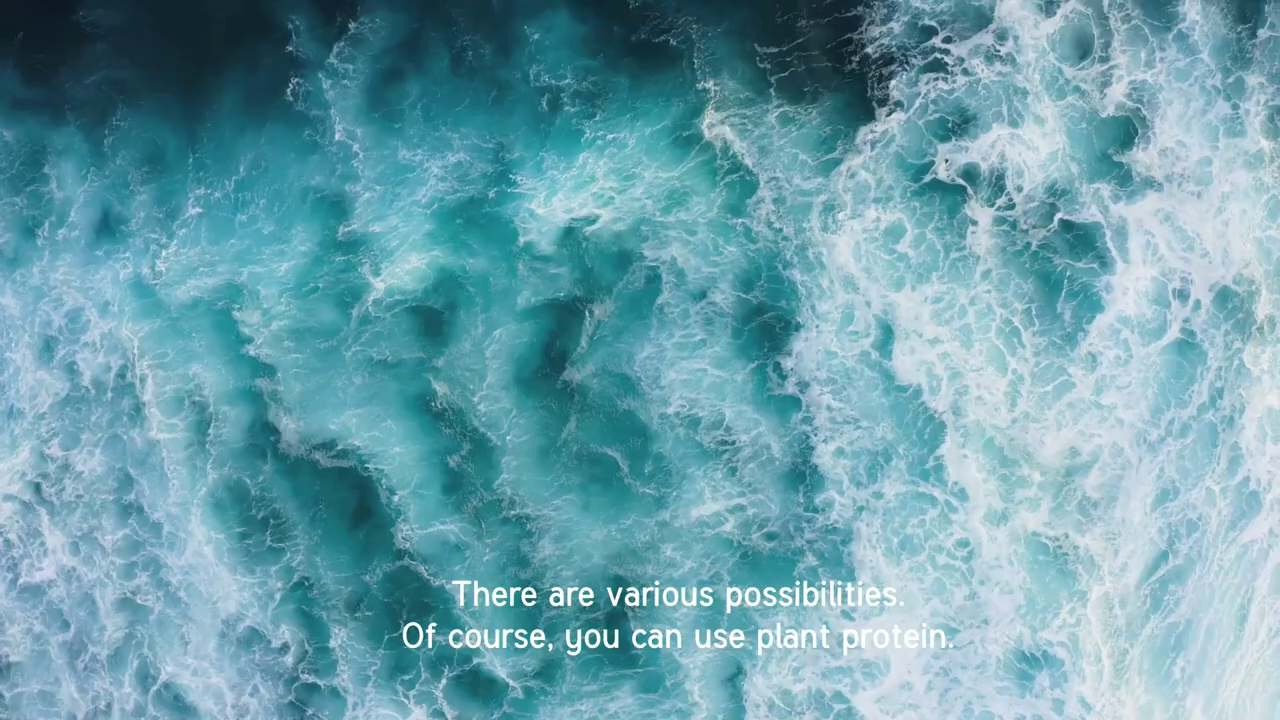 There are various possibilities.
Of course, you can use plant protein.